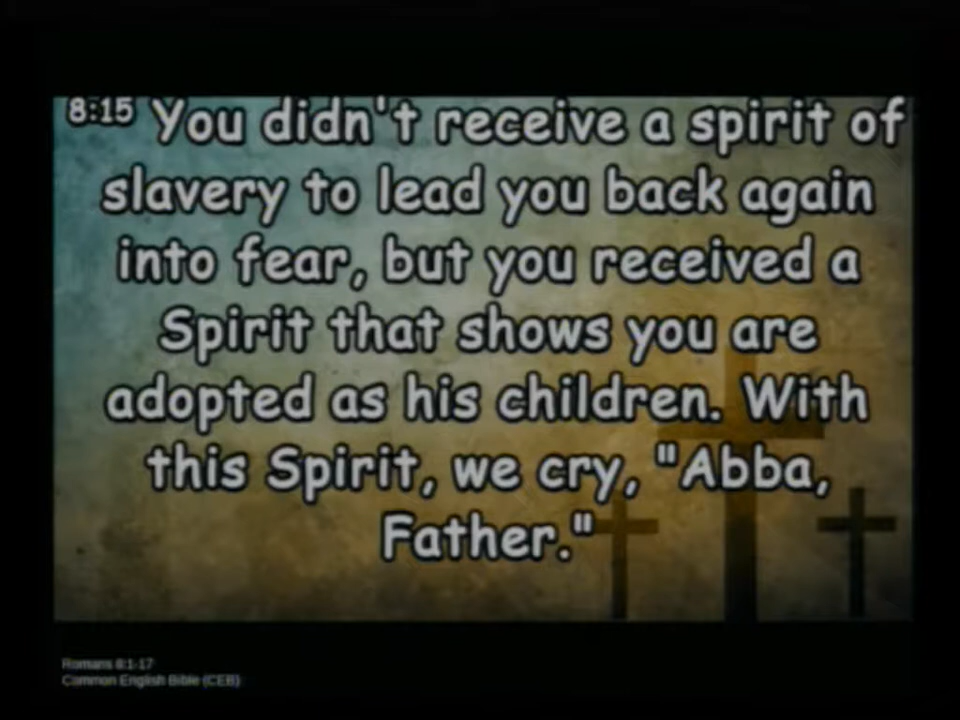 8:15 You didn't receive a spirit of
slavery to lead you back again
into fear, but you received a
Spirit that shows you are
adopted as his children. With
this Spirit, we cry, "Abba,
Father."
Romans 8:1-17
Common English Bible (CEB)